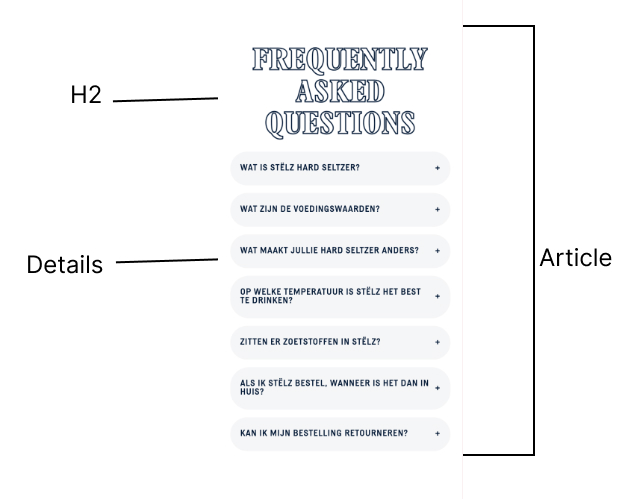 FREQUENTLY
ASKED
QUESTIONS
H2
WAT IS STËLZ HARD SELTZER? +
WAT ZIJN DE VOEDINGSWAARDEN? +
WAT MAAKT JULLIE HARD SELTZER ANDERS? +
Details
Article
OP WELKE TEMPERATUUR IS STËLZ HET BEST
TE DRINKEN? +
ZITTEN ER ZOETSTOFFEN IN STËLZ? +
ALS IK STËLZ BESTEL, WANNEER IS HET DAN IN
HUIS? +
KAN IK MIJN BESTELLING RETOURNEREN? +